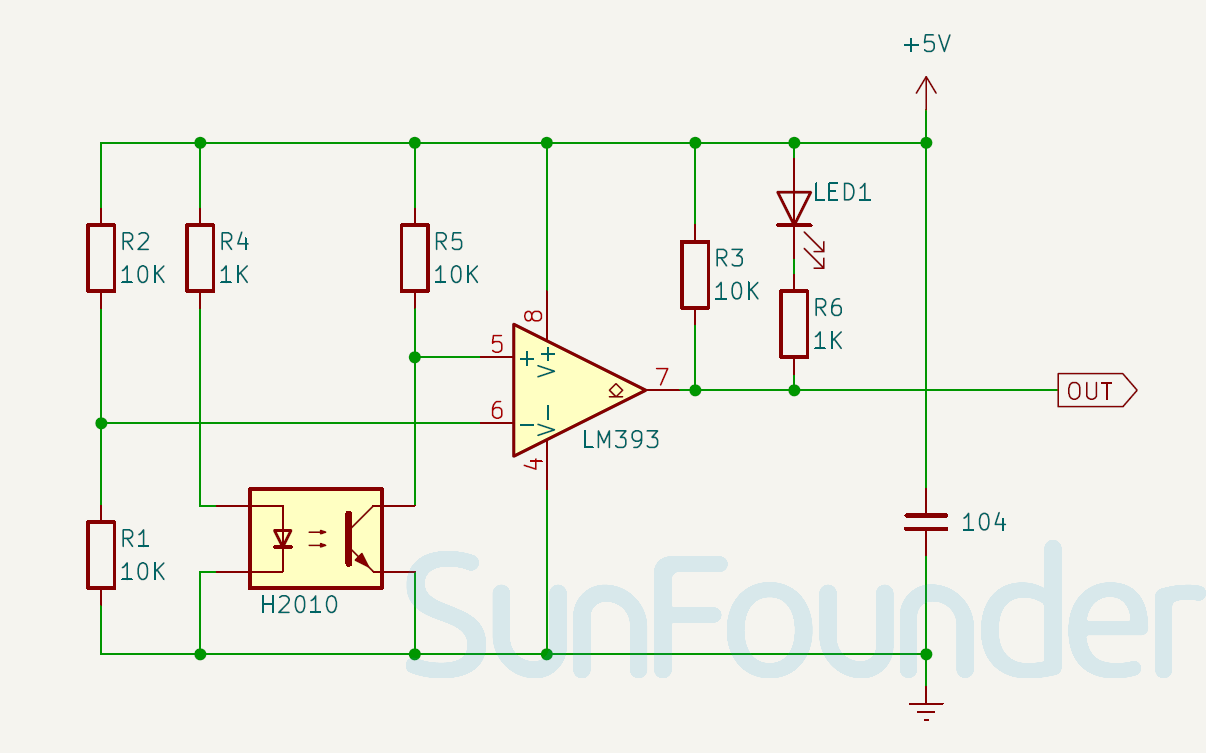 +5V
LED1
R2
10K
R4
1K
R5
10K
R3
10K
R6
1K
8
5
+
V+
7
OUT
6
−
V−
LM393
4
R1
10K
H2010
104
SunFounder